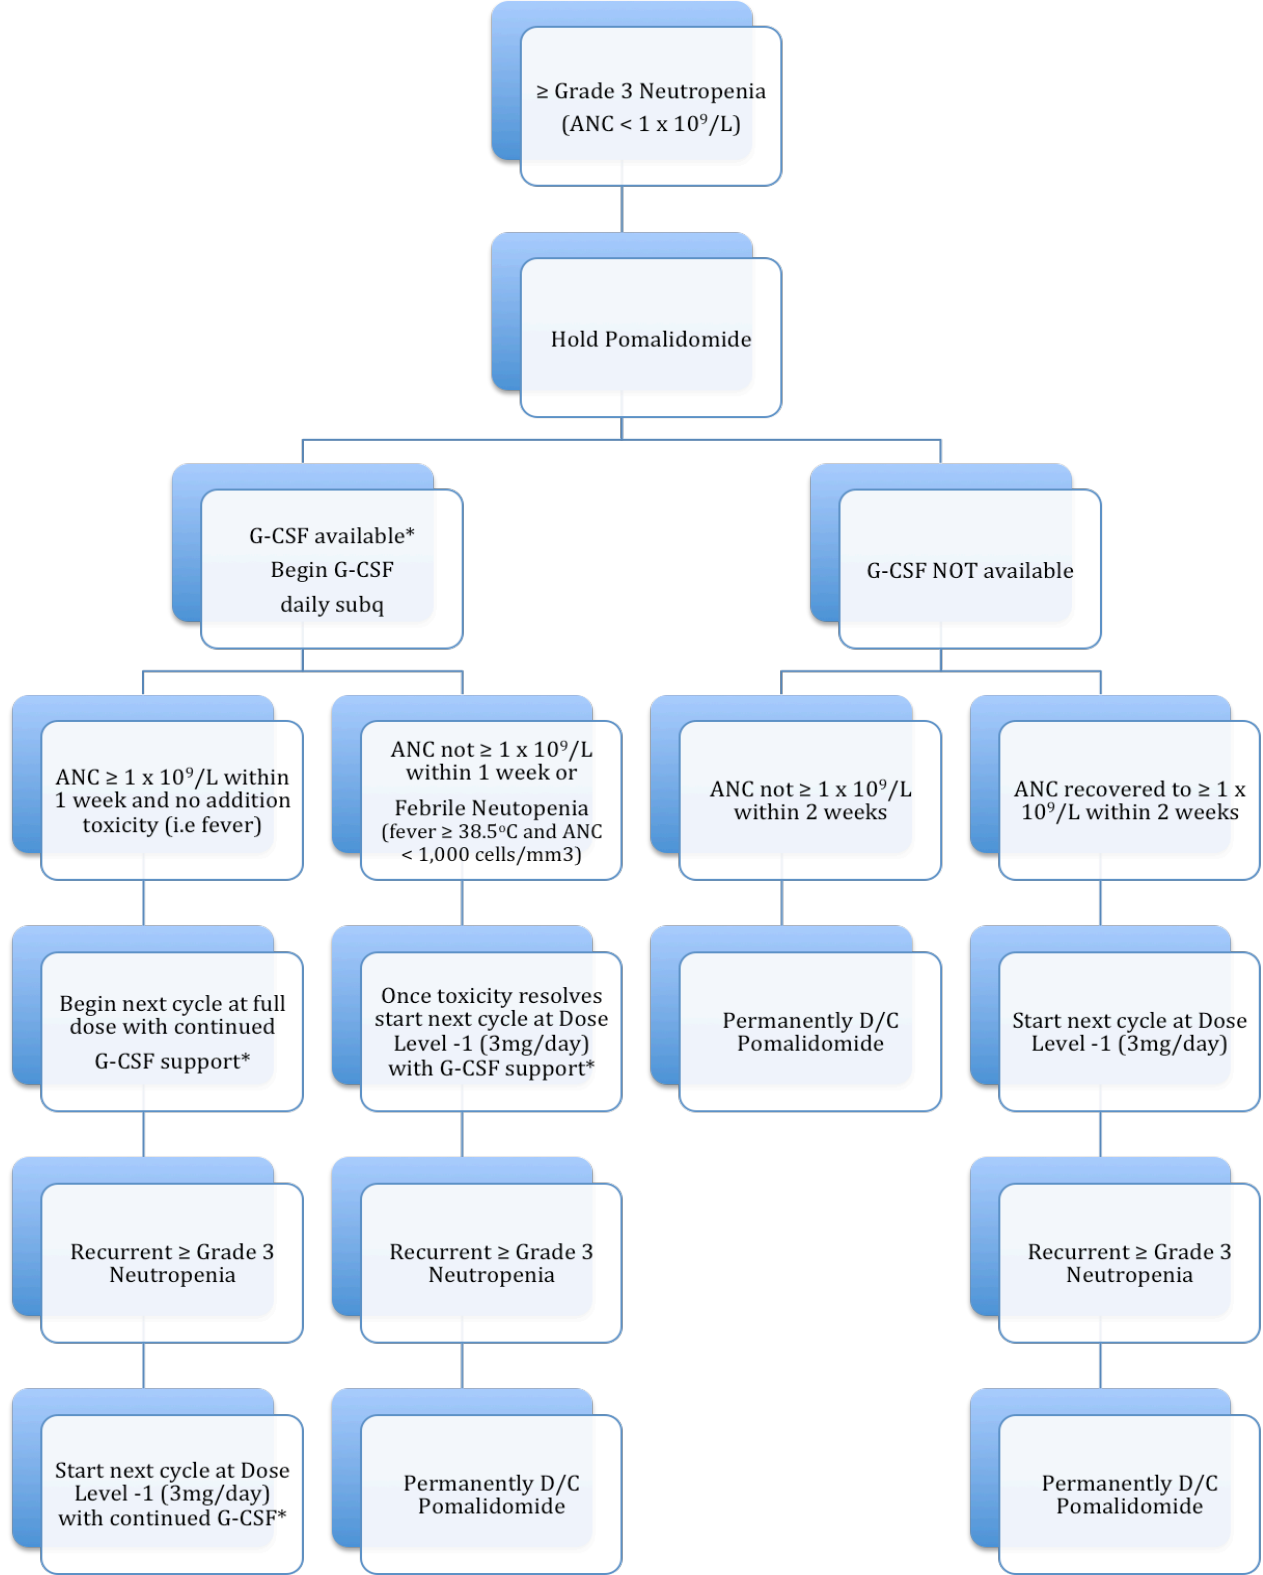 ≥ Grade 3 Neutropenia
(ANC < 1 x 10⁹/L)
Hold Pomalidomide
G-CSF available*
Begin G-CSF
daily subq
G-CSF NOT available
ANC ≥ 1 x 10⁹/L within
1 week and no addition
toxicity (i.e fever)
ANC not ≥ 1 x 10⁹/L
within 1 week or
Febrile Neutopenia
(fever ≥ 38.5°C and ANC
< 1,000 cells/mm3)
ANC not ≥ 1 x 10⁹/L
within 2 weeks
ANC recovered to ≥ 1 x
10⁹/L within 2 weeks
Begin next cycle at full
dose with continued
G-CSF support*
Once toxicity resolves
start next cycle at Dose
Level -1 (3mg/day)
with G-CSF support*
Permanently D/C
Pomalidomide
Start next cycle at Dose
Level -1 (3mg/day)
Recurrent ≥ Grade 3
Neutropenia
Recurrent ≥ Grade 3
Neutropenia
Recurrent ≥ Grade 3
Neutropenia
Start next cycle at Dose
Level -1 (3mg/day)
with continued G-CSF*
Permanently D/C
Pomalidomide
Permanently D/C
Pomalidomide